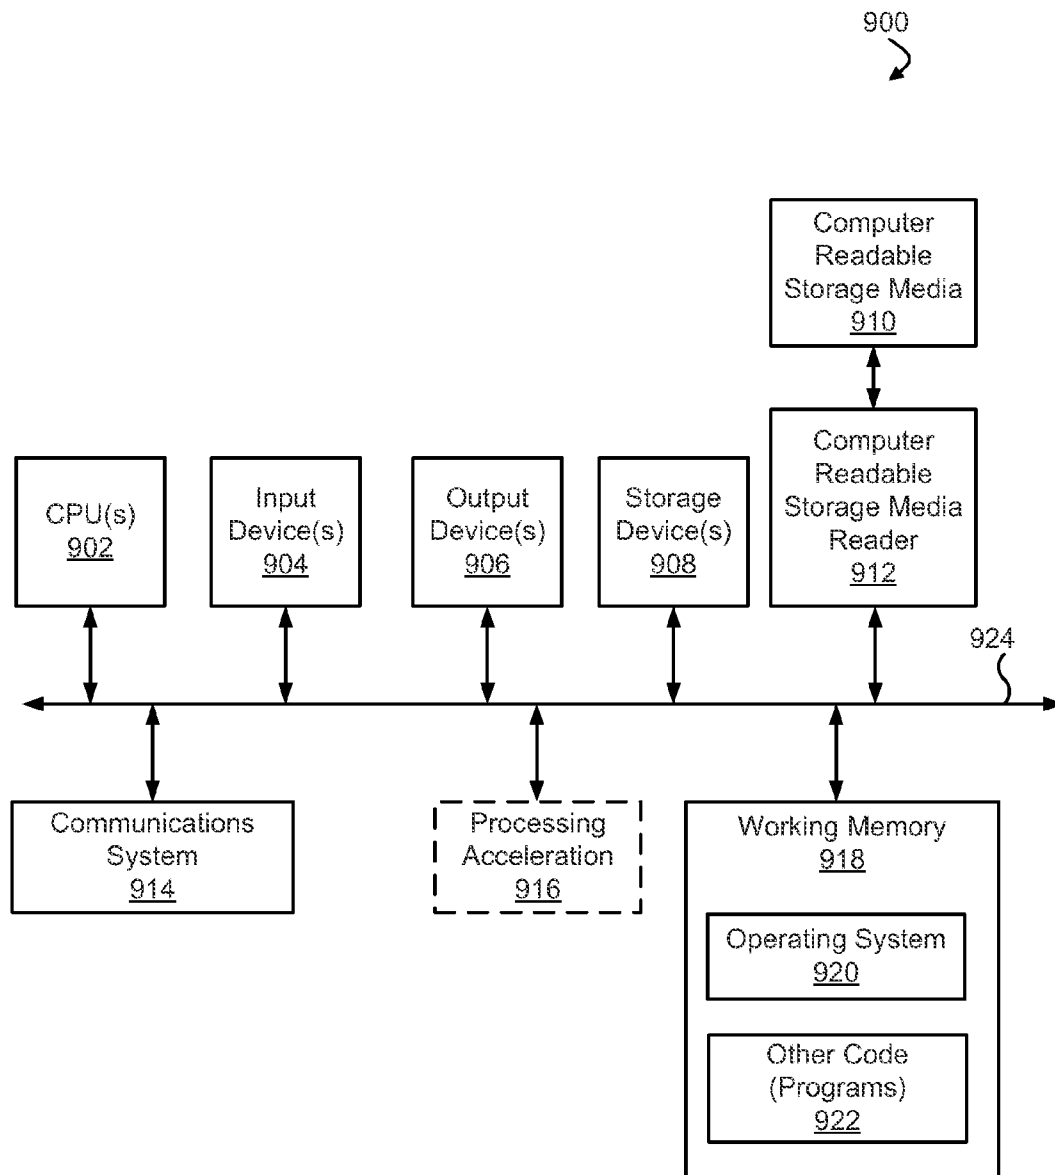 900
Computer
Readable
Storage Media
910
Computer
Readable
Storage Media
Reader
912
CPU(s)
902
Input
Device(s)
904
Output
Device(s)
906
Storage
Device(s)
908
924
Communications
System
914
Processing
Acceleration
916
Working Memory
918
Operating System
920
Other Code
(Programs)
922